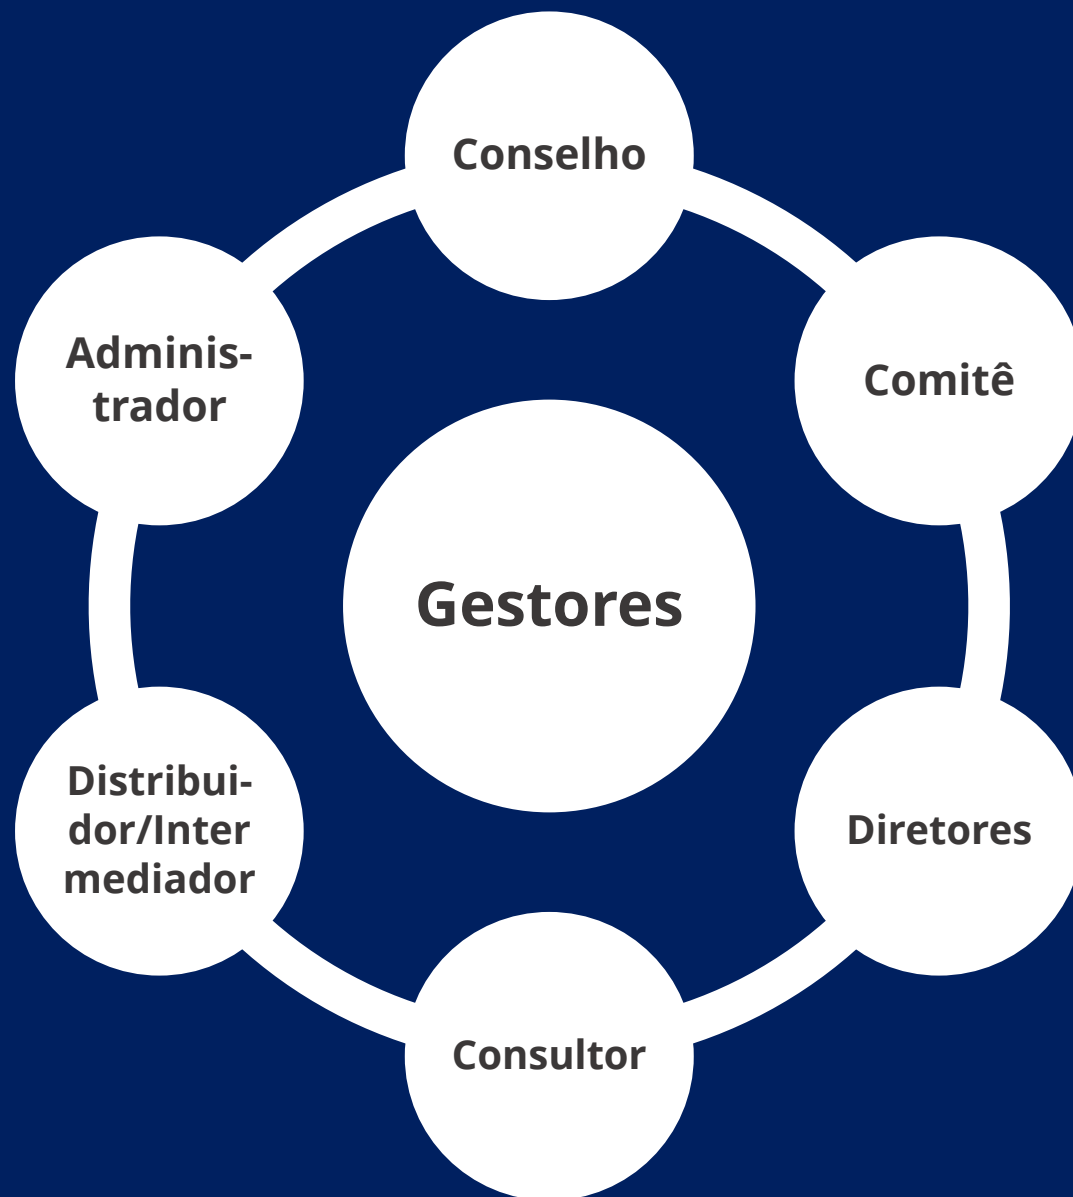 Conselho
Adminis-
trador
Comitê
Gestores
Distribui-
dor/Inter
mediador
Diretores
Consultor